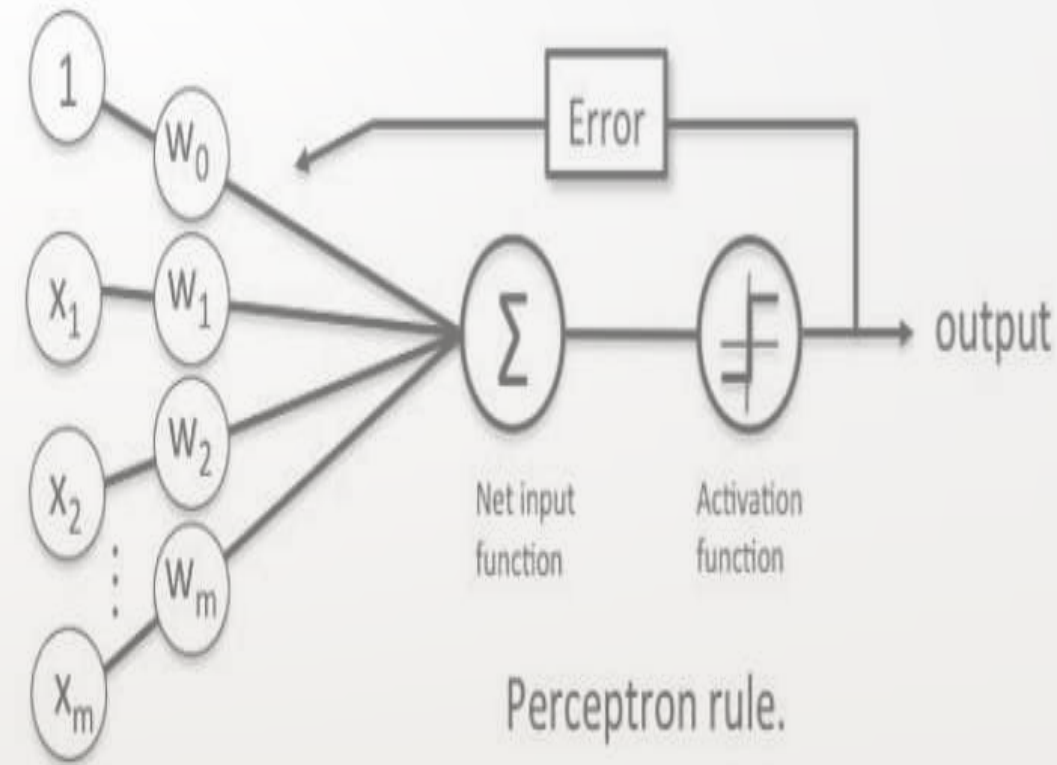 1
W0
Error
X1
W1
Σ
output
W2
X2
Net input
function
Activation
function
Wm
Xm
Perceptron rule.